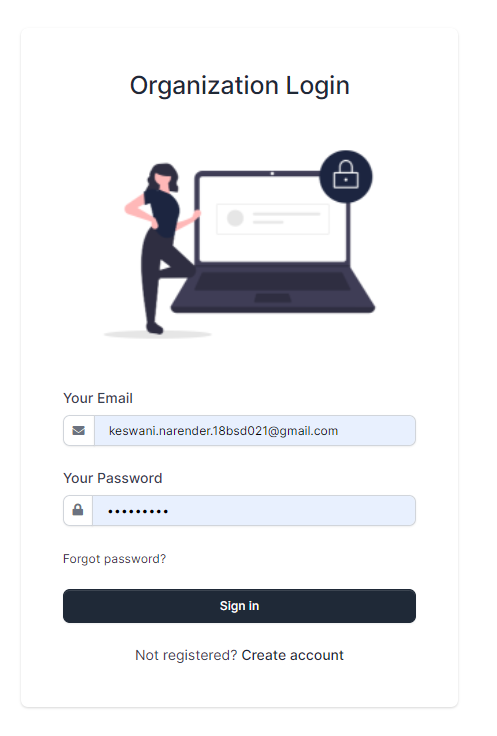 Organization Login
Your Email
keswani.narender.18bsd021@gmail.com
Your Password
•••••••••
Forgot password?
Sign in
Not registered? Create account